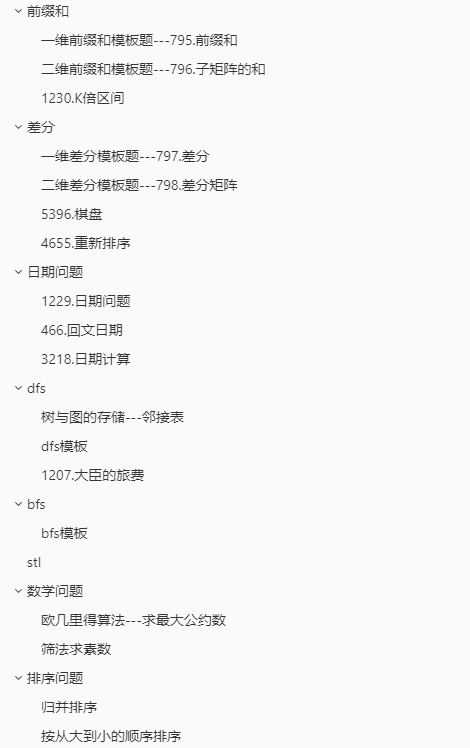 前缀和
一维前缀和模板题---795.前缀和
二维前缀和模板题---796.子矩阵的和
1230.K倍区间
差分
一维差分模板题---797.差分
二维差分模板题---798.差分矩阵
5396.棋盘
4655.重新排序
日期问题
1229.日期问题
466.回文日期
3218.日期计算
dfs
树与图的存储---邻接表
dfs模板
1207.大臣的旅费
bfs
bfs模板
stl
数学问题
欧几里得算法---求最大公约数
筛法求素数
排序问题
归并排序
按从大到小的顺序排序